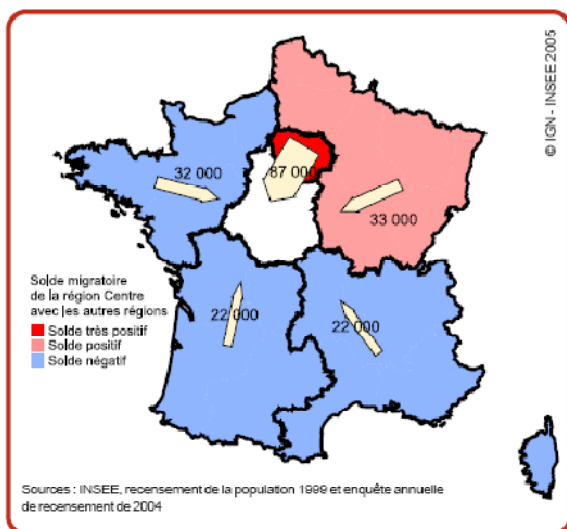 © IGN - INSEE 2005
32 000
87 000
33 000
22 000
22 000
Solde migratoire
de la région Centre
avec les autres régions
Solde très positif
Solde positif
Solde négatif
Sources : INSEE, recensement de la population 1999 et enquête annuelle
de recensement de 2004